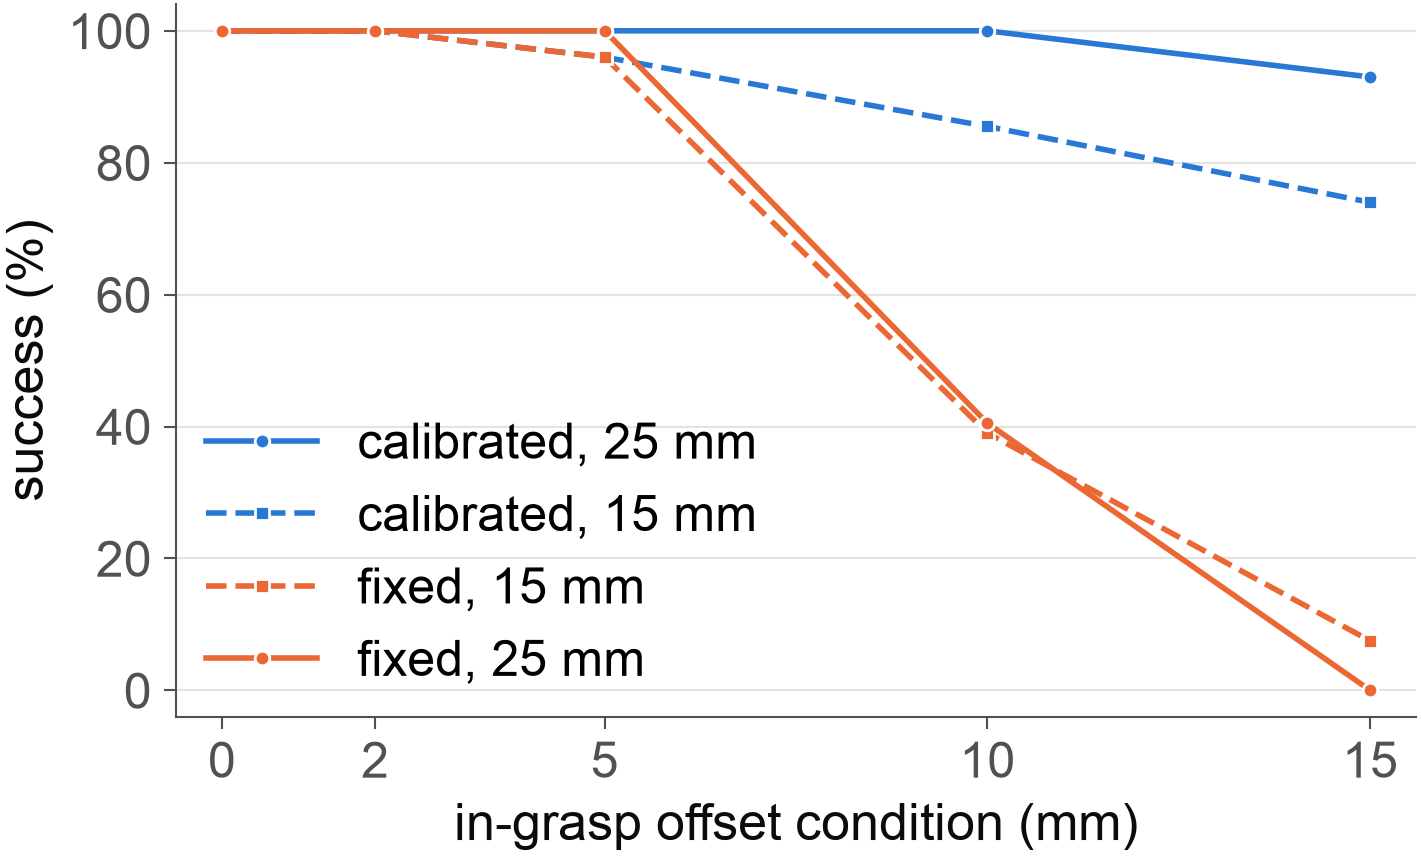 success (%)
100
80
60
40
20
0
calibrated, 25 mm
calibrated, 15 mm
fixed, 15 mm
fixed, 25 mm
0 2 5 10 15
in-grasp offset condition (mm)